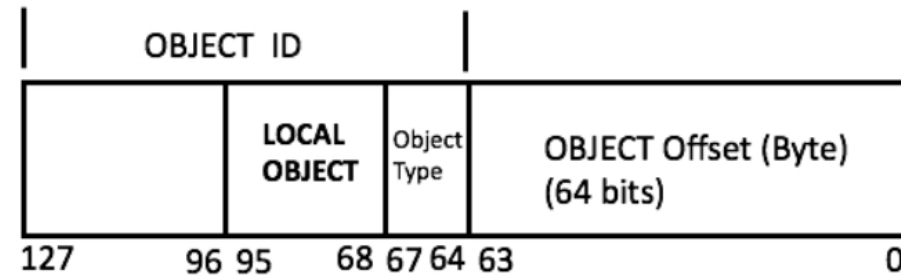 OBJECT ID
LOCAL
OBJECT
Object
Type
OBJECT Offset (Byte)
(64 bits)
127 96 95 68 67 64 63 0